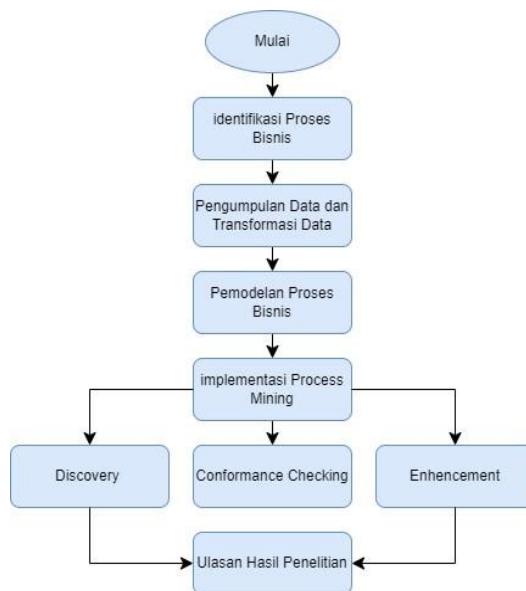 Mulai
identifikasi Proses
Bisnis
Pengumpulan Data dan
Transformasi Data
Pemodelan Proses
Bisnis
implementasi Process
Mining
Discovery
Conformance Checking
Enhencement
Ulasan Hasil Penelitian